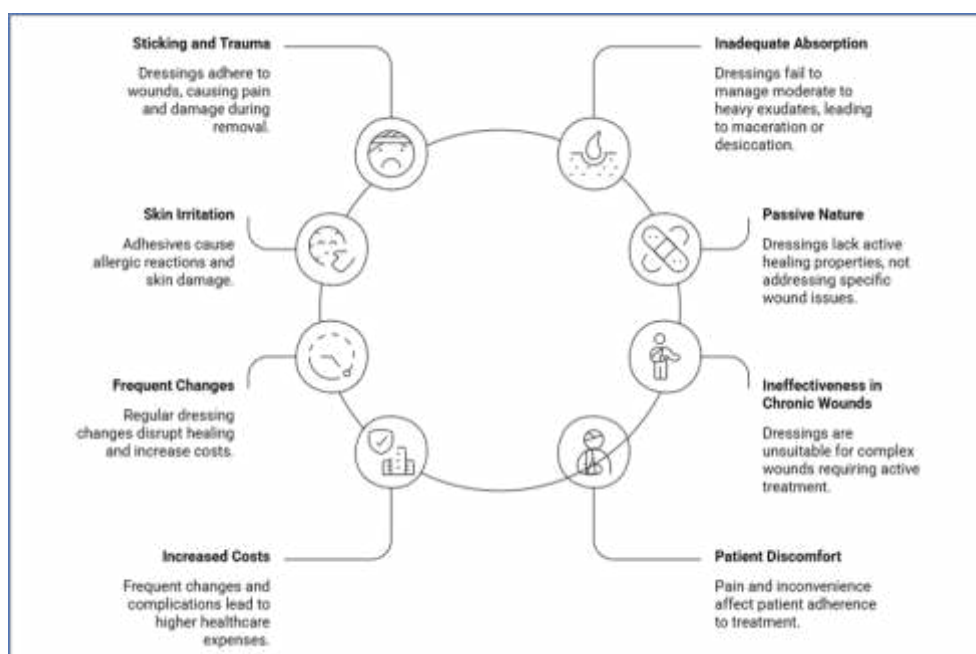 Sticking and Trauma
Dressings adhere to
wounds, causing pain
and damage during
removal.
Inadequate Absorption
Dressings fail to
manage moderate to
heavy exudates, leading
to maceration or
desiccation.
Skin Irritation
Adhesives cause
allergic reactions and
skin damage.
Passive Nature
Dressings lack active
healing properties, not
addressing specific
wound issues.
Frequent Changes
Regular dressing
changes disrupt healing
and increase costs.
Ineffectiveness in
Chronic Wounds
Dressings are
unsuitable for complex
wounds requiring active
treatment.
Increased Costs
Frequent changes and
complications lead to
higher healthcare
expenses.
Patient Discomfort
Pain and inconvenience
affect patient adherence
to treatment.